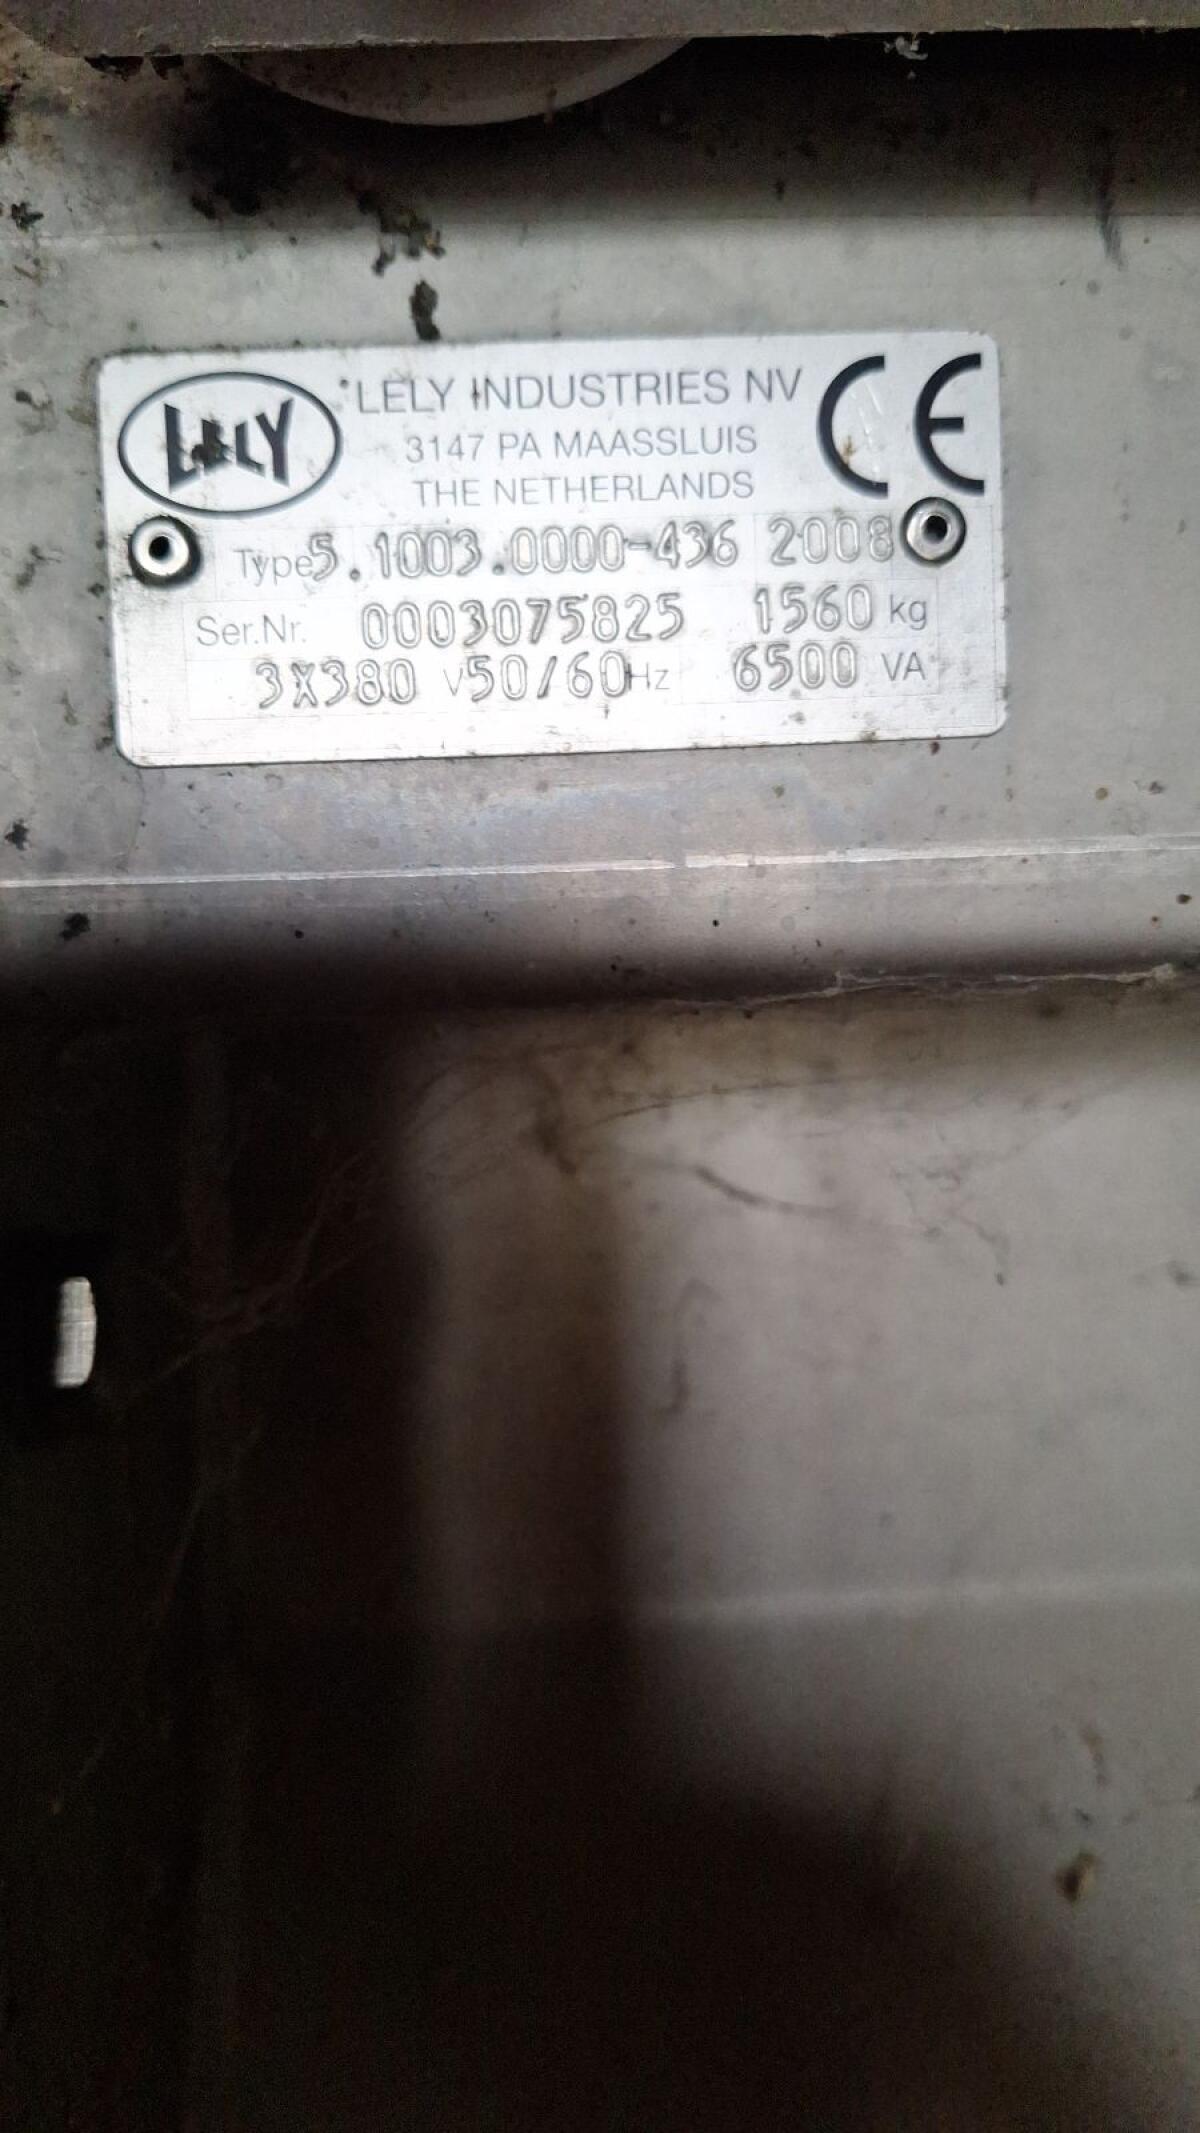 LELY
LELY INDUSTRIES NV
3147 PA MAASSLUIS
THE NETHERLANDS
CE
Type 5.1003.0000-436 2008
Ser.Nr. 0003075825 1560 kg
3X380 V 50/60 Hz 6500 VA